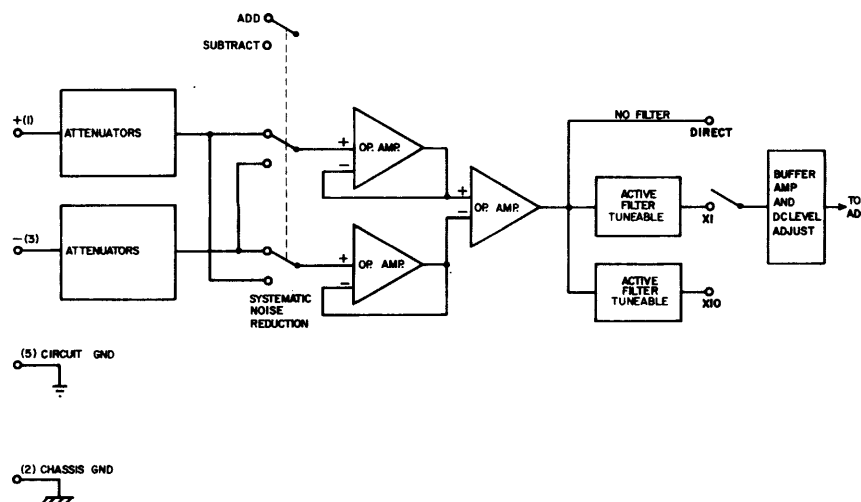 ADD
SUBTRACT
+(1)
ATTENUATORS
+
OP. AMP.
−
NO FILTER
DIRECT
+
OP. AMP.
−
ACTIVE
FILTER
TUNEABLE
X1
BUFFER
AMP
AND
DC LEVEL
ADJUST
TO
AD
−(3)
ATTENUATORS
+
OP. AMP.
−
SYSTEMATIC
NOISE
REDUCTION
ACTIVE
FILTER
TUNEABLE
X10
(5) CIRCUIT GND
(2) CHASSIS GND